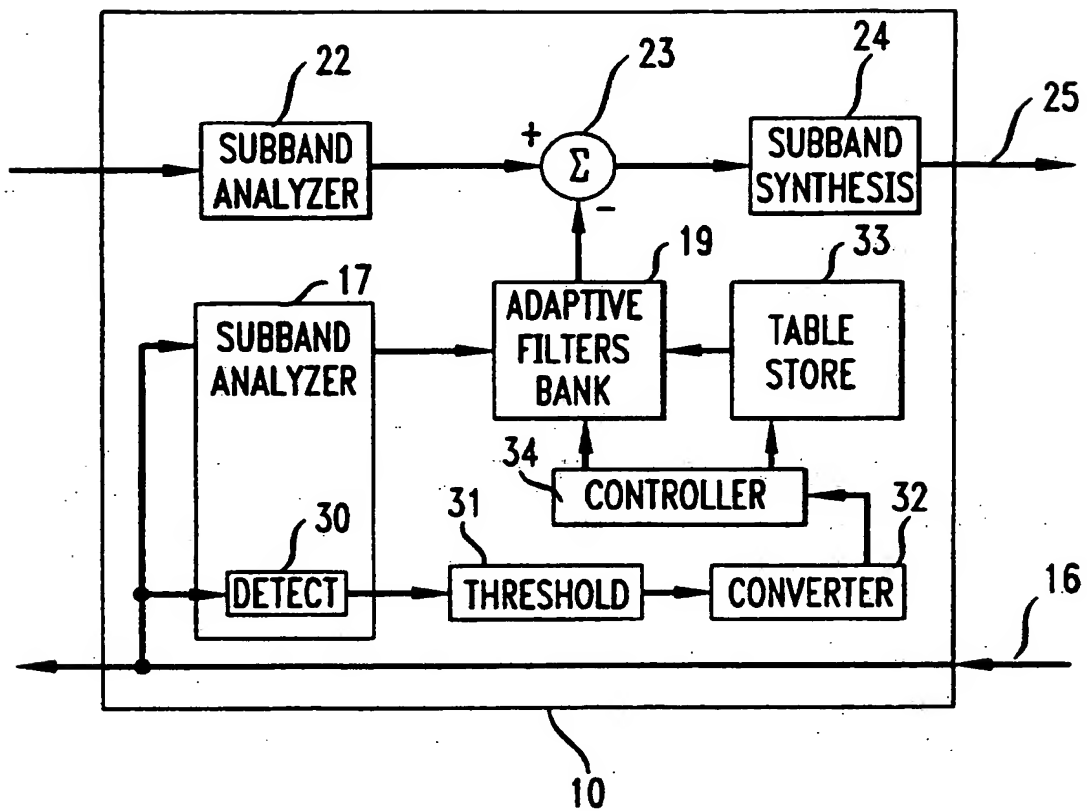 22
23
24
25
SUBBAND
ANALYZER
+
Σ
−
SUBBAND
SYNTHESIS
17
19
33
SUBBAND
ANALYZER
ADAPTIVE
FILTERS
BANK
TABLE
STORE
34
CONTROLLER
30
31
32
DETECT
THRESHOLD
CONVERTER
16
10